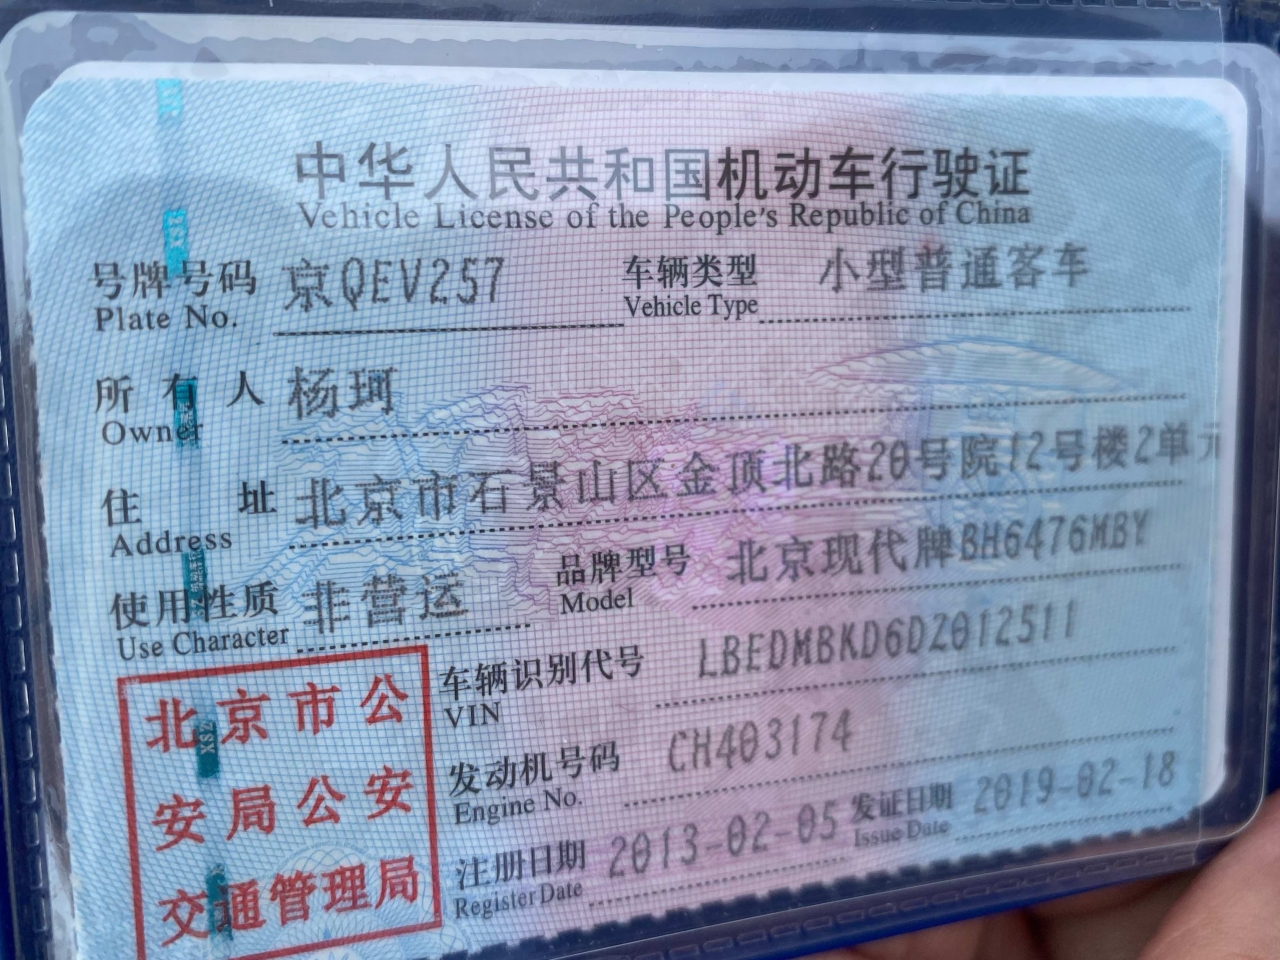 中华人民共和国机动车行驶证
Vehicle License of the People's Republic of China
号牌号码 京QEV257 车辆类型 小型普通客车
Plate No. Vehicle Type
所有人 杨珂
Owner
住址 北京市石景山区金顶北路20号院12号楼2单元
Address
使用性质 非营运 品牌型号 北京现代牌BH6476MBY
Use Character Model
车辆识别代号 LBEDMBKD6DZ012511
VIN
发动机号码 CH403174
Engine No.
注册日期 2013-02-05 发证日期 2019-02-18
Register Date Issue Date
北京市公
安局公安
交通管理局